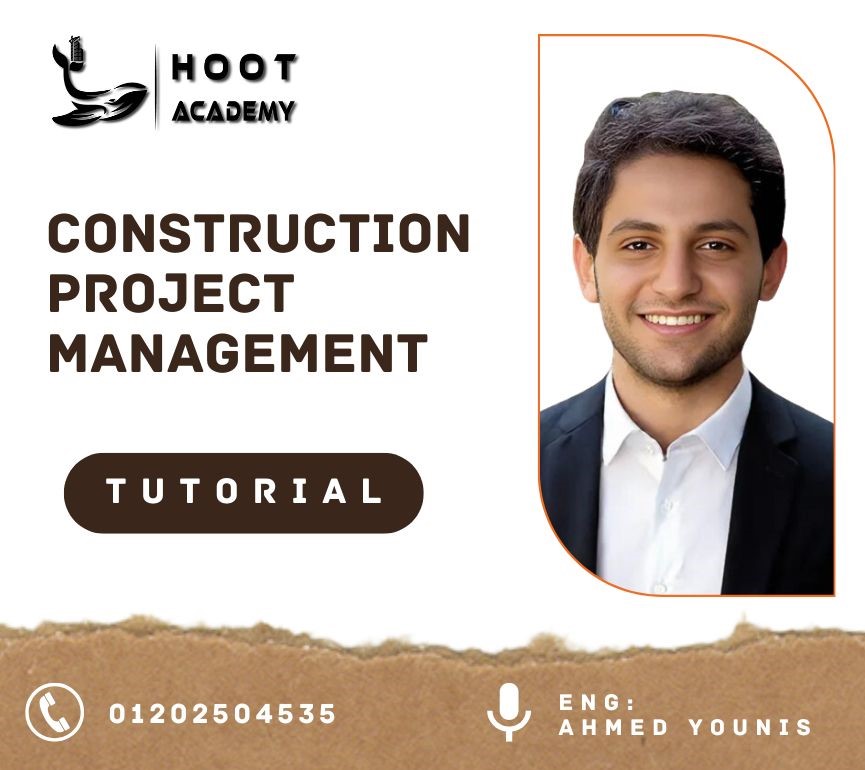 HOOT
ACADEMY
CONSTRUCTION
PROJECT
MANAGEMENT
TUTORIAL
01202504535
ENG:
AHMED YOUNIS